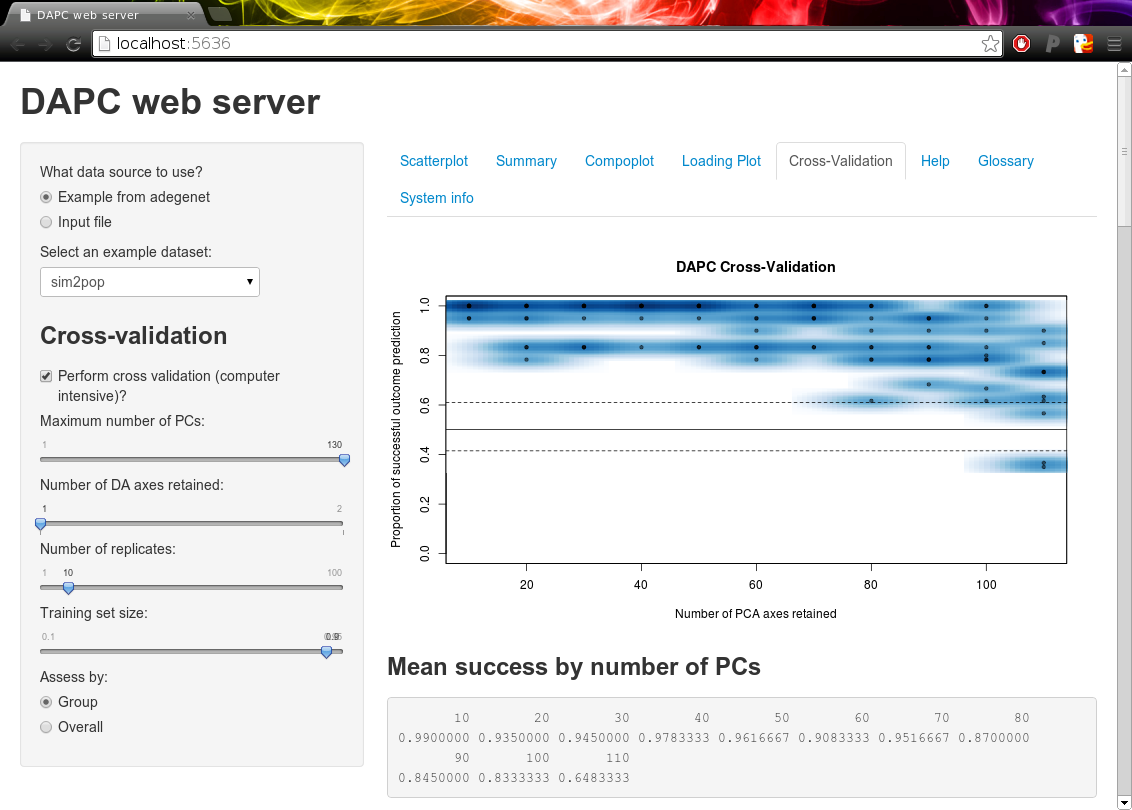 DAPC web server
localhost:5636
DAPC web server
What data source to use?
Example from adegenet
Input file
Select an example dataset:
sim2pop
Cross-validation
Perform cross validation (computer
intensive)?
Maximum number of PCs:
1 130
Number of DA axes retained:
1 2
Number of replicates:
1 10 100
Training set size:
0.1 0.9
Assess by:
Group
Overall
Scatterplot Summary Compoplot Loading Plot Cross-Validation Help Glossary
System info
DAPC Cross-Validation
Proportion of successful outcome prediction
1.0
0.8
0.6
0.4
0.2
0.0
20 40 60 80 100
Number of PCA axes retained
Mean success by number of PCs
10 20 30 40 50 60 70 80
0.9900000 0.9350000 0.9450000 0.9783333 0.9616667 0.9083333 0.9516667 0.8700000
90 100 110
0.8450000 0.8333333 0.6483333